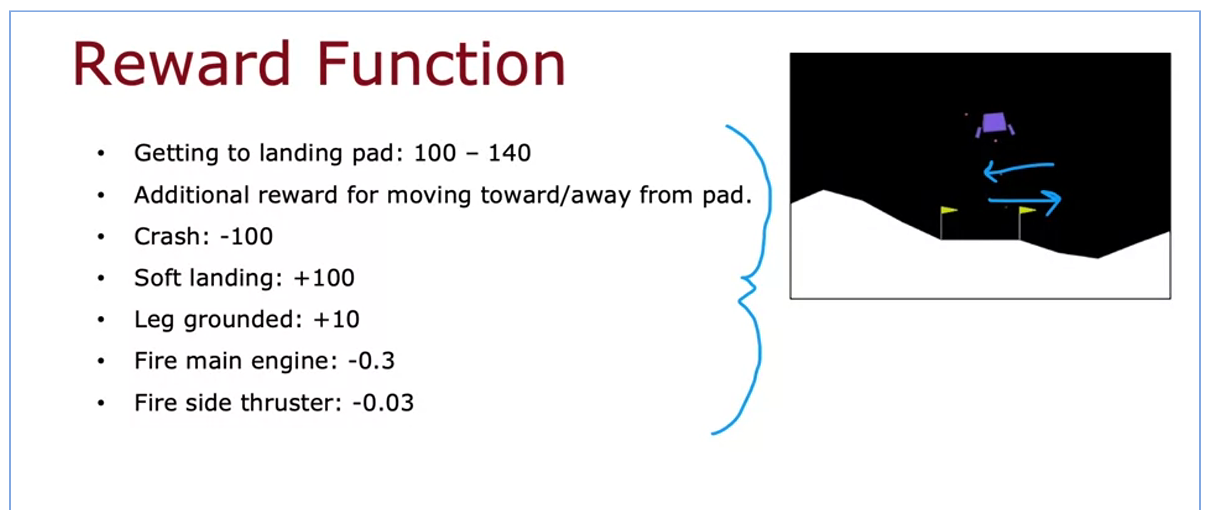 Reward Function
• Getting to landing pad: 100 – 140
• Additional reward for moving toward/away from pad.
• Crash: -100
• Soft landing: +100
• Leg grounded: +10
• Fire main engine: -0.3
• Fire side thruster: -0.03